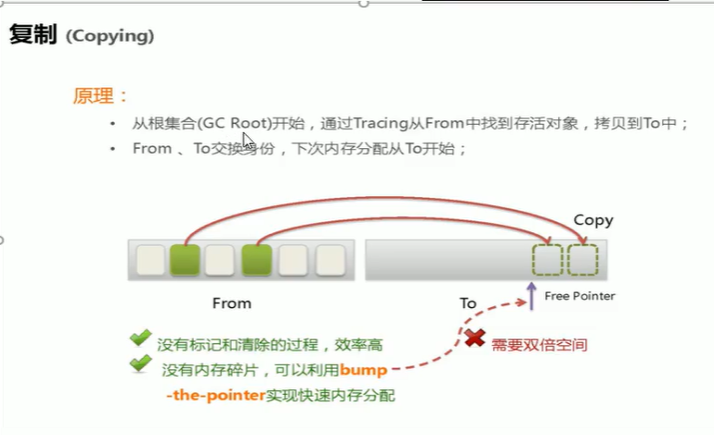 复制 (Copying)
原理：
• 从根集合(GC Root)开始，通过Tracing从From中找到存活对象，拷贝到To中；
• From 、To交换身份，下次内存分配从To开始；
Copy
From
To
Free Pointer
没有标记和清除的过程，效率高
需要双倍空间
没有内存碎片，可以利用bump
-the-pointer实现快速内存分配